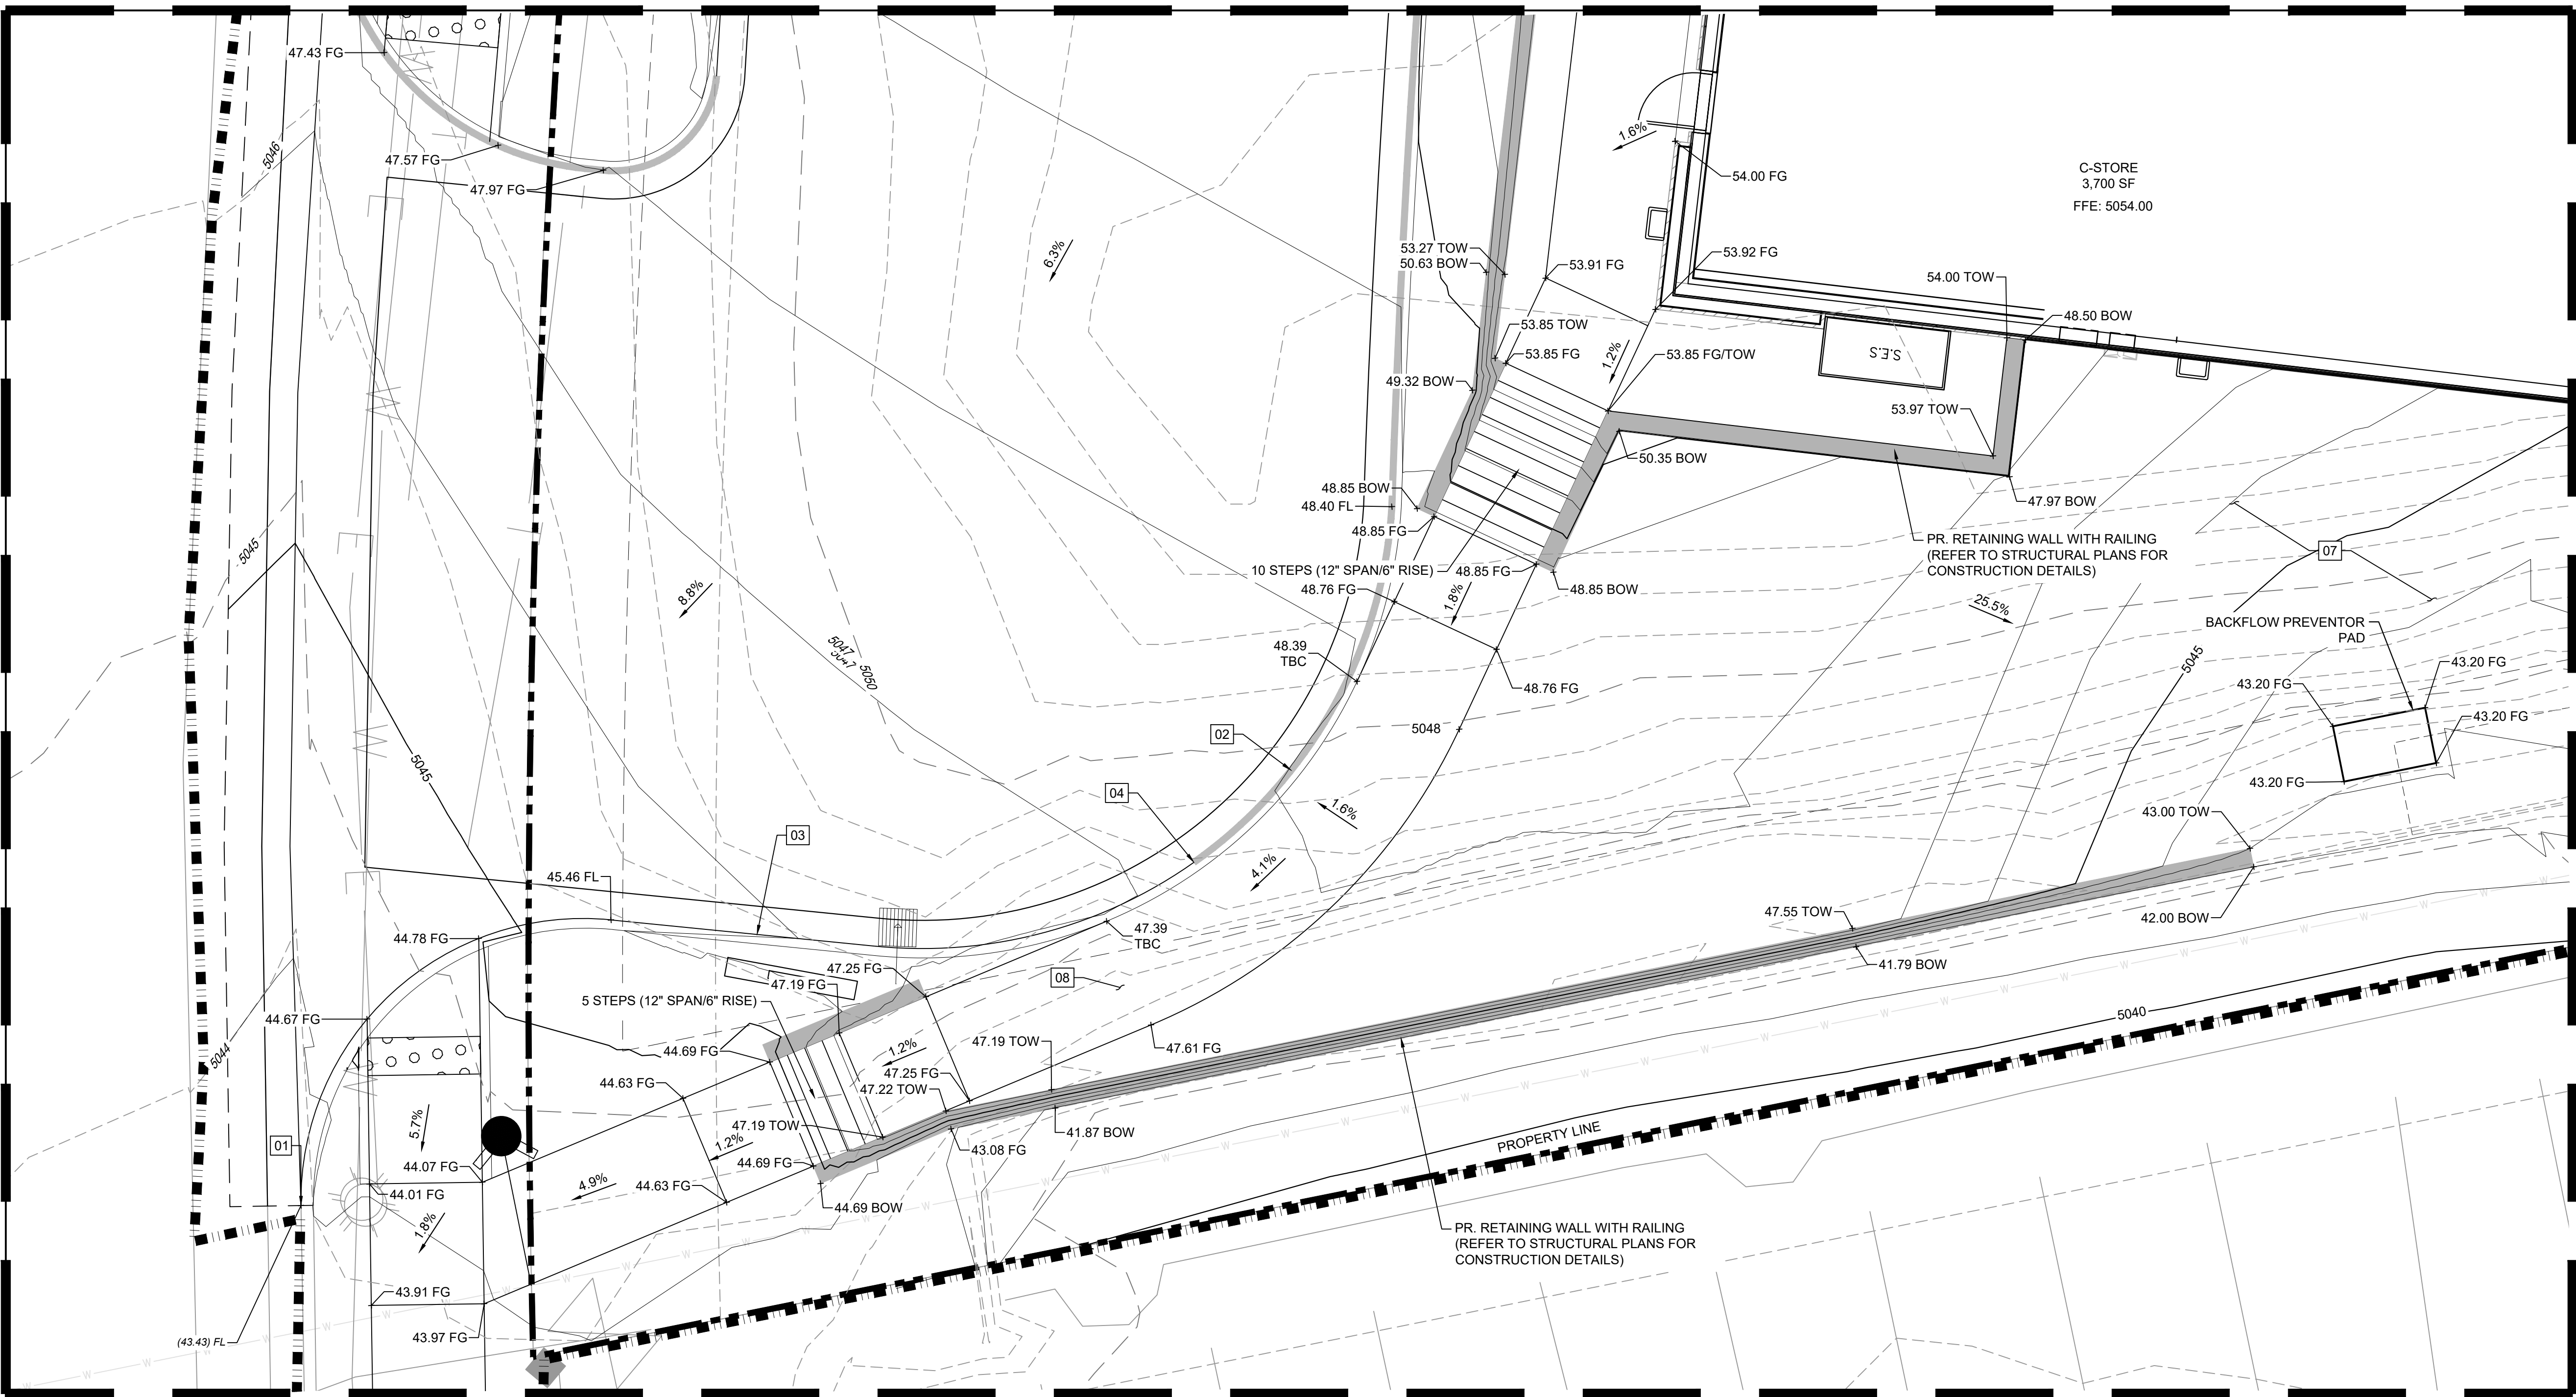 47.43 FG
47.57 FG
47.97 FG
5046
1.6%
54.00 FG
C-STORE
3,700 SF
FFE: 5054.00
6.3%
53.27 TOW
50.63 BOW
53.91 FG
53.92 FG
54.00 TOW
48.50 BOW
53.85 TOW
53.85 FG
1.2%
53.85 FG/TOW
S.E.S
49.32 BOW
53.97 TOW
50.35 BOW
48.85 BOW
48.40 FL
48.85 FG
47.97 BOW
5045
PR. RETAINING WALL WITH RAILING
(REFER TO STRUCTURAL PLANS FOR
CONSTRUCTION DETAILS)
07
10 STEPS (12" SPAN/6" RISE)
48.85 FG
48.76 FG
48.85 BOW
1.8%
8.8%
25.5%
BACKFLOW PREVENTOR
PAD
5047
5047
5050
48.39
TBC
48.76 FG
5045
43.20 FG
43.20 FG
43.20 FG
43.20 FG
5048
02
5045
04
1.6%
03
43.00 TOW
4.1%
45.46 FL
47.55 TOW
42.00 BOW
44.78 FG
47.39
TBC
41.79 BOW
47.25 FG
08
47.19 FG
5 STEPS (12" SPAN/6" RISE)
44.67 FG
5040
5044
44.69 FG
1.2%
47.19 TOW
47.61 FG
44.63 FG
47.25 FG
47.22 TOW
5.7%
47.19 TOW
41.87 BOW
PROPERTY LINE
01
1.2%
43.08 FG
44.07 FG
44.69 FG
4.9%
44.63 FG
44.01 FG
44.69 BOW
1.8%
PR. RETAINING WALL WITH RAILING
(REFER TO STRUCTURAL PLANS FOR
CONSTRUCTION DETAILS)
43.91 FG
43.97 FG
(43.43) FL
W W W W W W W W W W W W W W W W W W W W W W W W W W W W W W W W W W W W W W W W W W